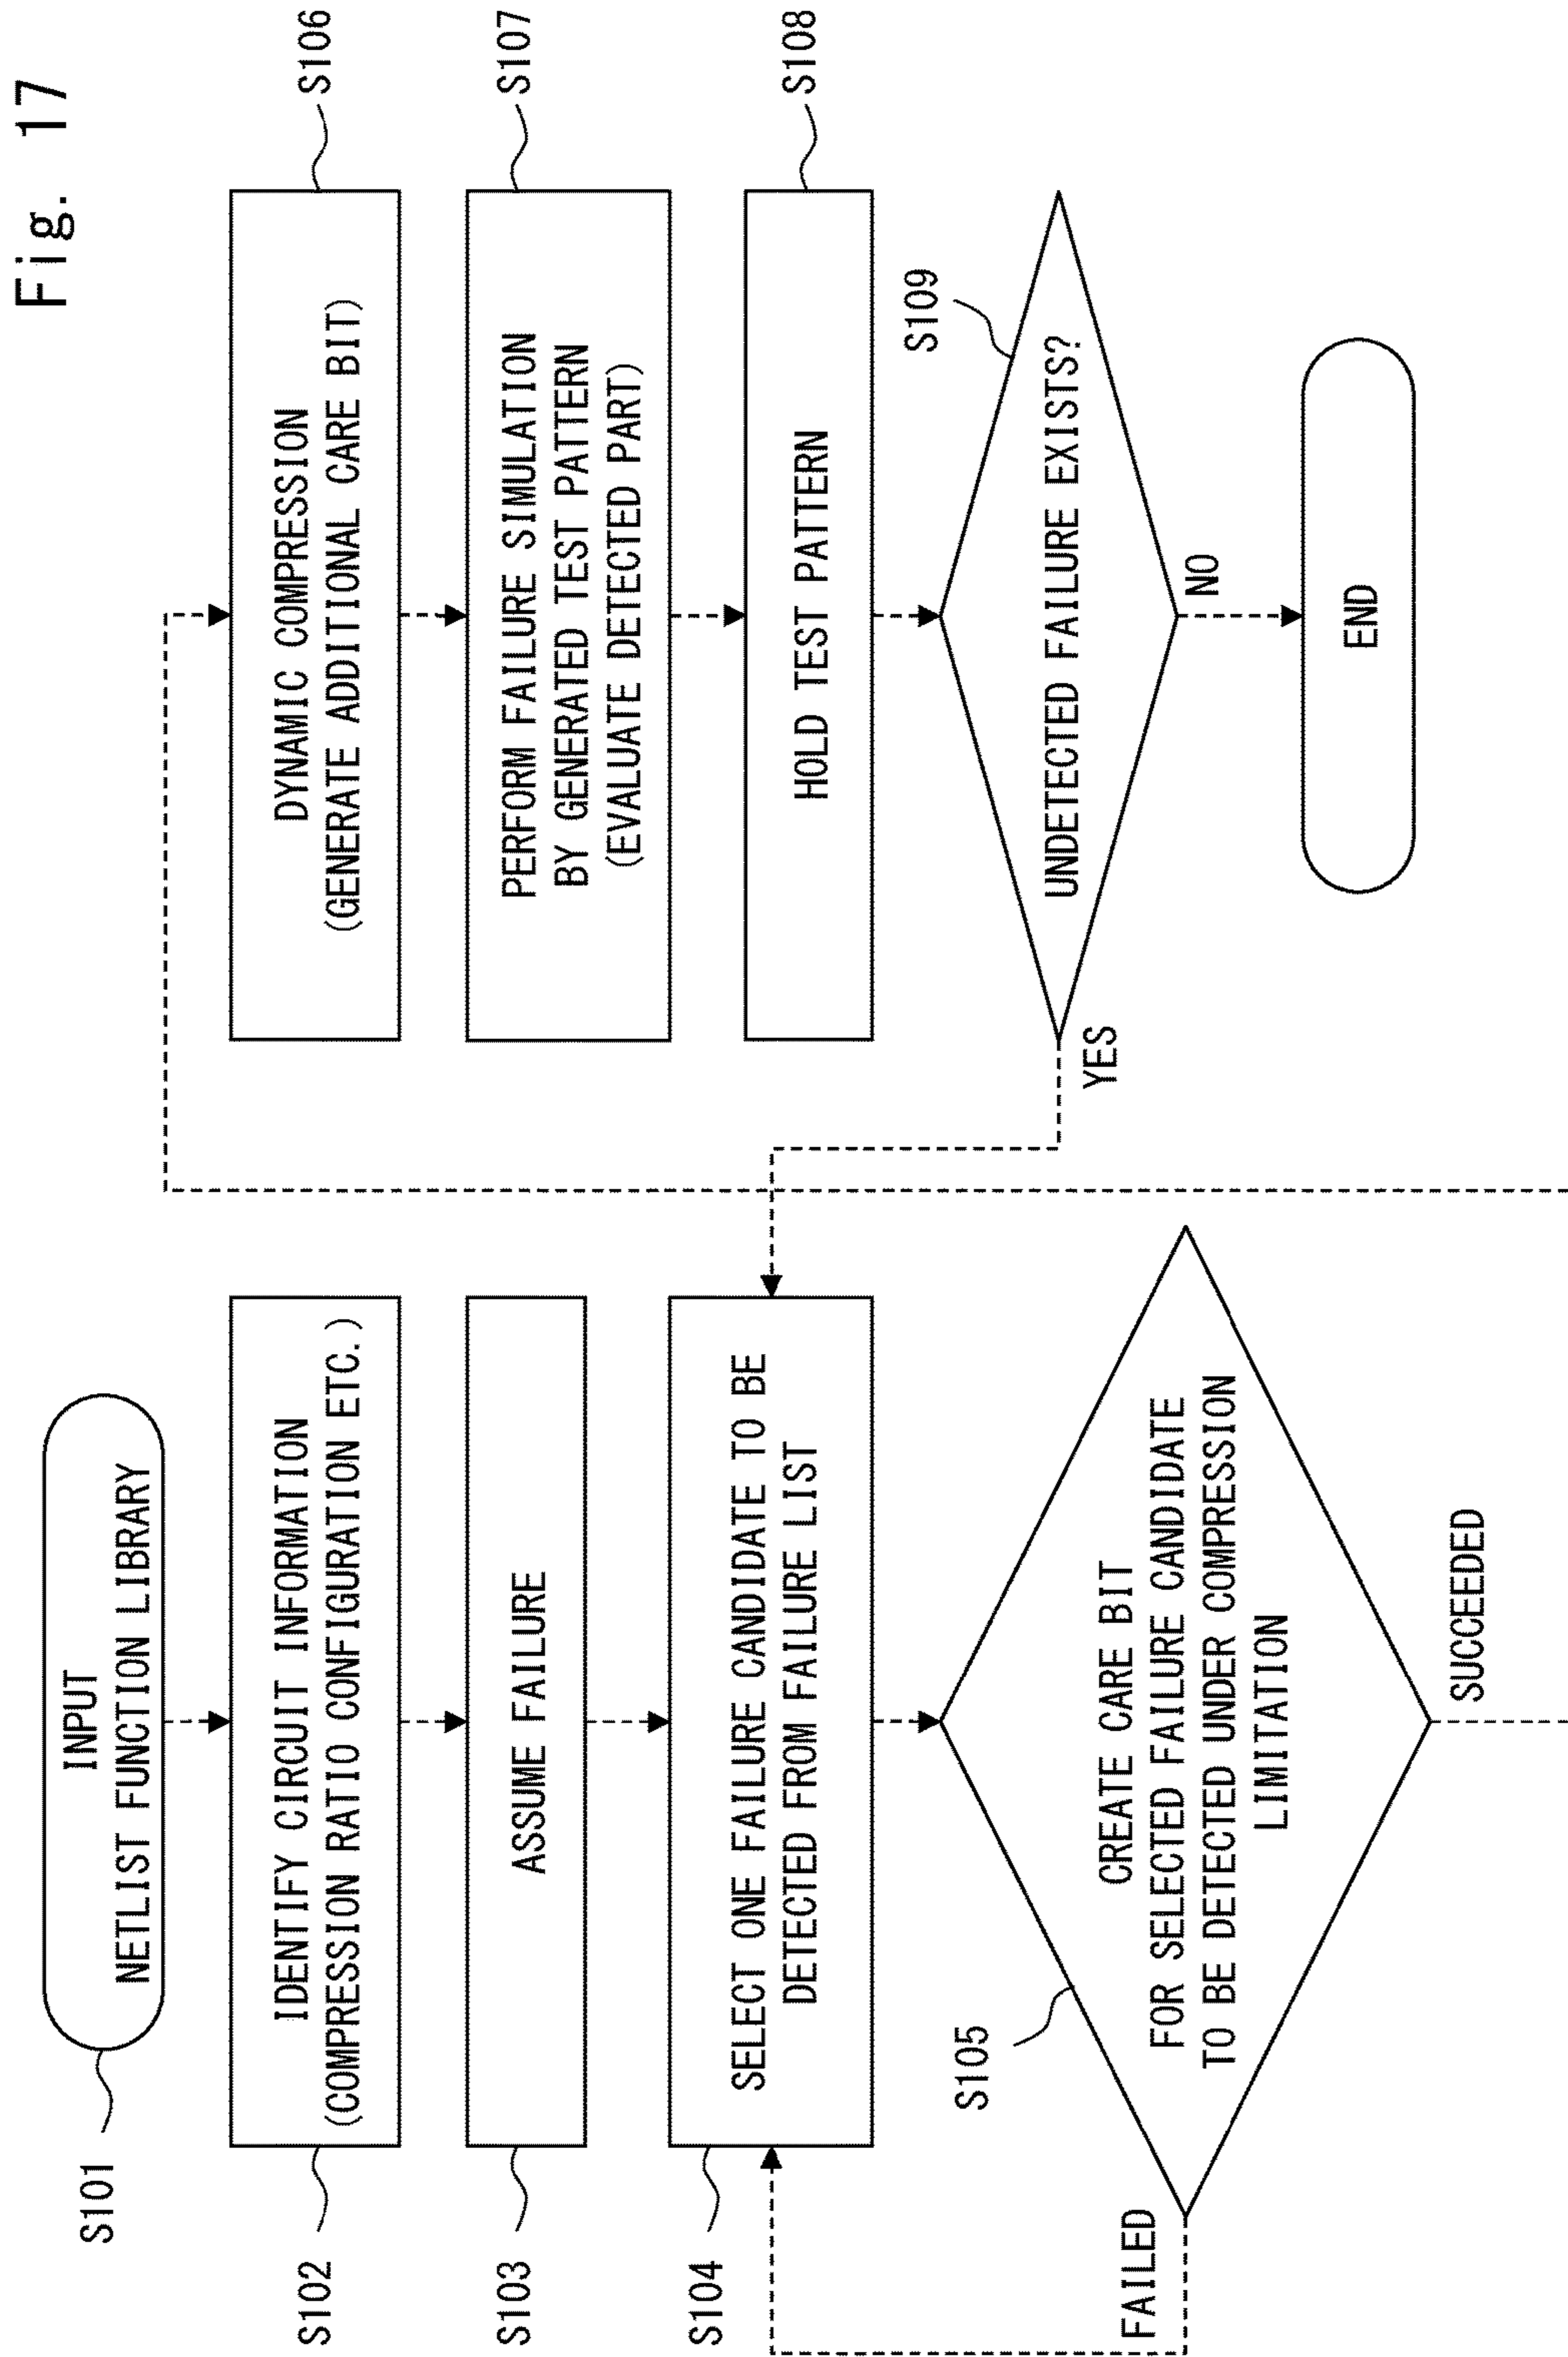 Fig. 17
INPUT
NETLIST FUNCTION LIBRARY
S101
IDENTIFY CIRCUIT INFORMATION
(COMPRESSION RATIO CONFIGURATION ETC.)
S102
ASSUME FAILURE
S103
SELECT ONE FAILURE CANDIDATE TO BE
DETECTED FROM FAILURE LIST
S104
CREATE CARE BIT
FOR SELECTED FAILURE CANDIDATE
TO BE DETECTED UNDER COMPRESSION
LIMITATION
S105
FAILED
SUCCEEDED
DYNAMIC COMPRESSION
(GENERATE ADDITIONAL CARE BIT)
S106
PERFORM FAILURE SIMULATION
BY GENERATED TEST PATTERN
(EVALUATE DETECTED PART)
S107
HOLD TEST PATTERN
S108
UNDETECTED FAILURE EXISTS?
S109
YES
NO
END